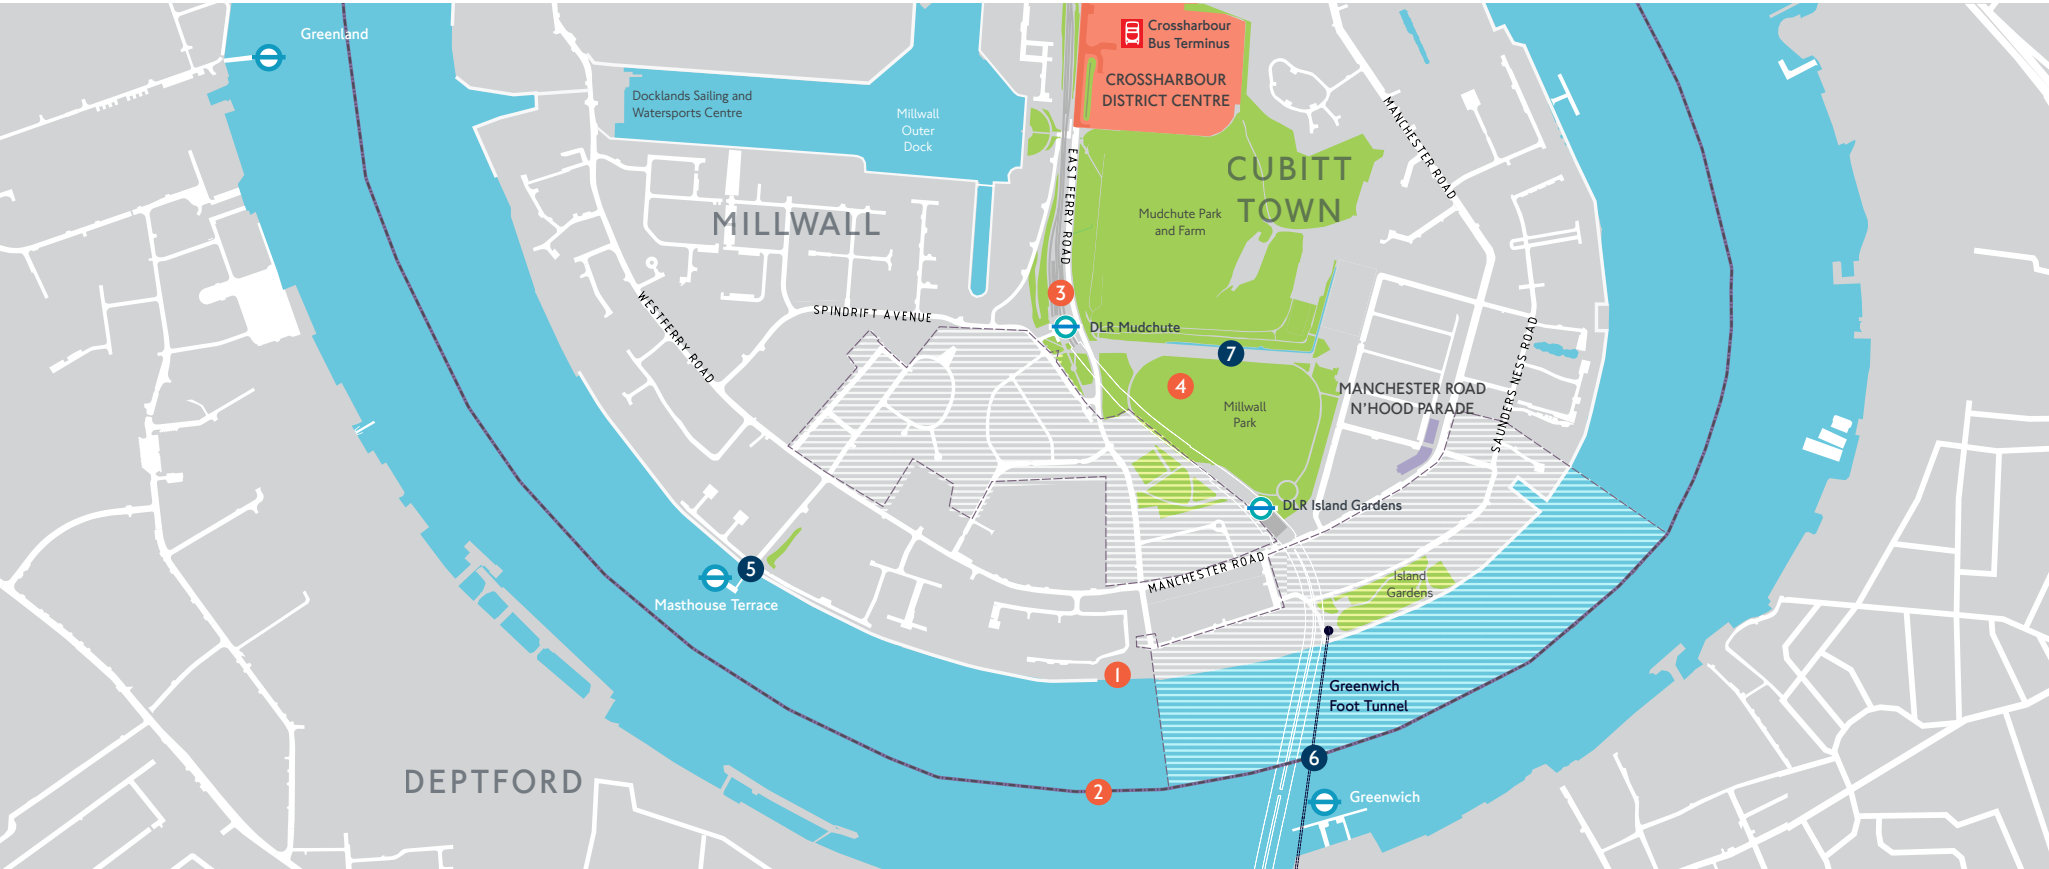 Greenland
Crossharbour
Bus Terminus
CROSSHARBOUR
DISTRICT CENTRE
Docklands Sailing and
Watersports Centre
Millwall
Outer
Dock
MANCHESTER ROAD
EAST FERRY ROAD
CUBITT
TOWN
MILLWALL
Mudchute Park
and Farm
WESTFERRY ROAD
SPINDRIFT AVENUE
3
DLR Mudchute
7
4
SAUNDERS NESS ROAD
MANCHESTER ROAD
N'HOOD PARADE
Millwall
Park
DLR Island Gardens
5
Masthouse Terrace
MANCHESTER ROAD
Island
Gardens
1
Greenwich
Foot Tunnel
6
DEPTFORD
2
Greenwich